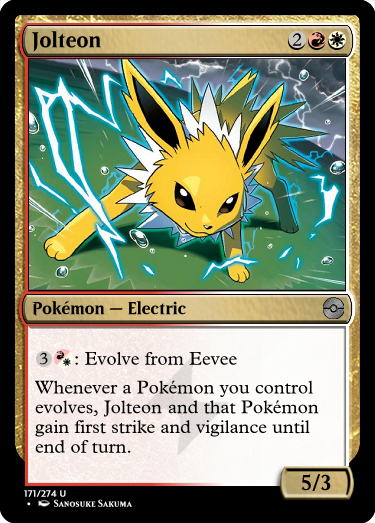 Jolteon 2
Pokémon — Electric
3 : Evolve from Eevee
Whenever a Pokémon you control
evolves, Jolteon and that Pokémon
gain first strike and vigilance until
end of turn.
5/3
171/274 U
• Sanosuke Sakuma